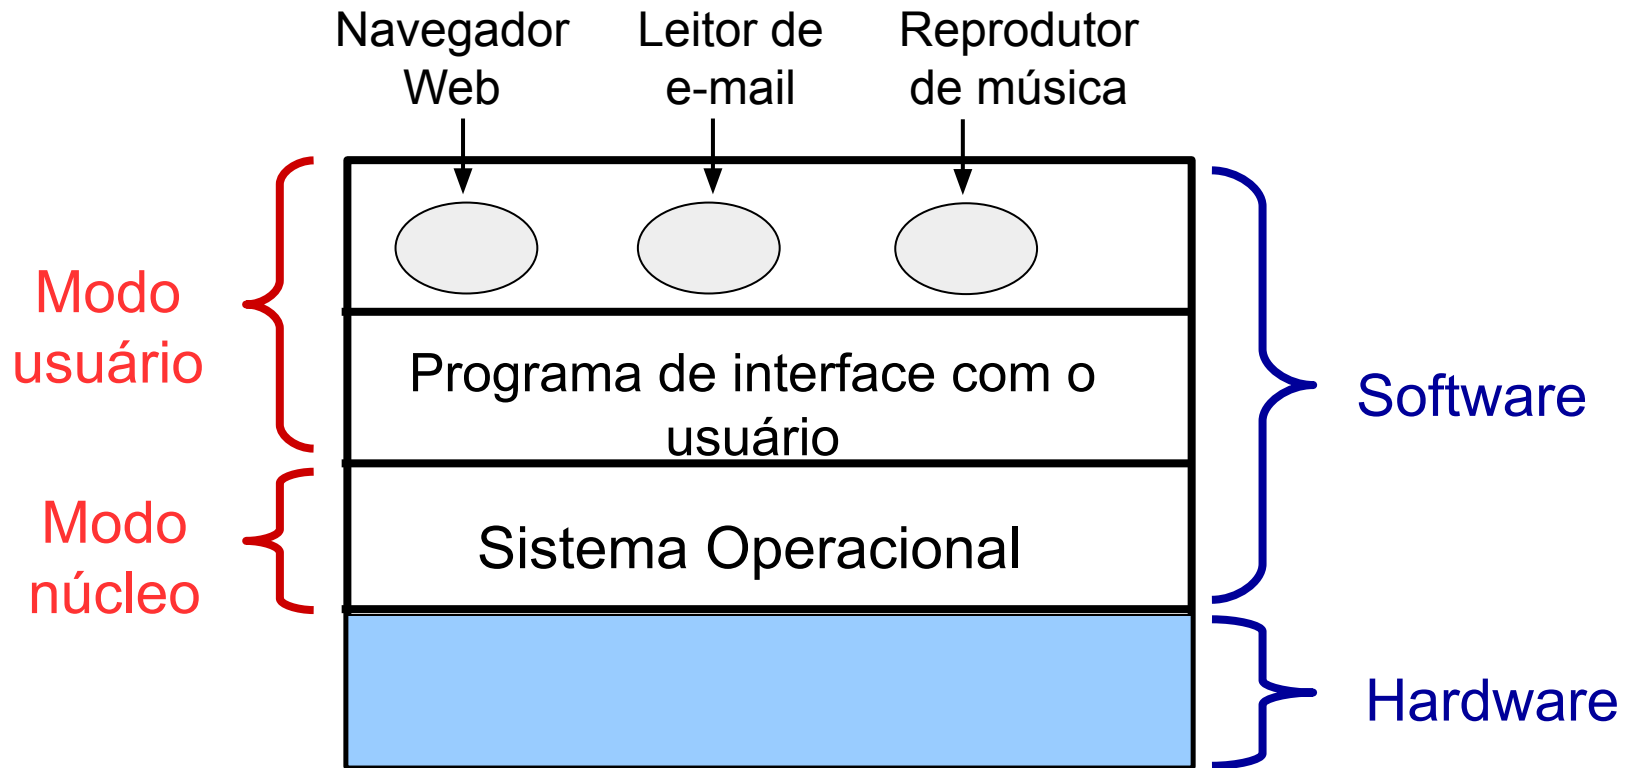 Navegador
Web
Leitor de
e-mail
Reprodutor
de música
Modo
usuário
Programa de interface com o
usuário
Software
Modo
núcleo
Sistema Operacional
Hardware